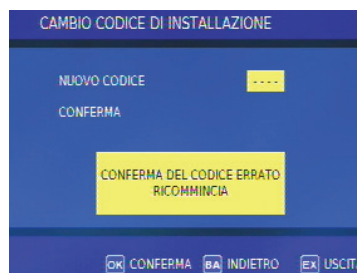 CAMBIO CODICE DI INSTALLAZIONE
NUOVO CODICE - - - -
CONFERMA
CONFERMA DEL CODICE ERRATO
RICOMMINCIA
OK CONFERMA BA INDIETRO EX USCIT